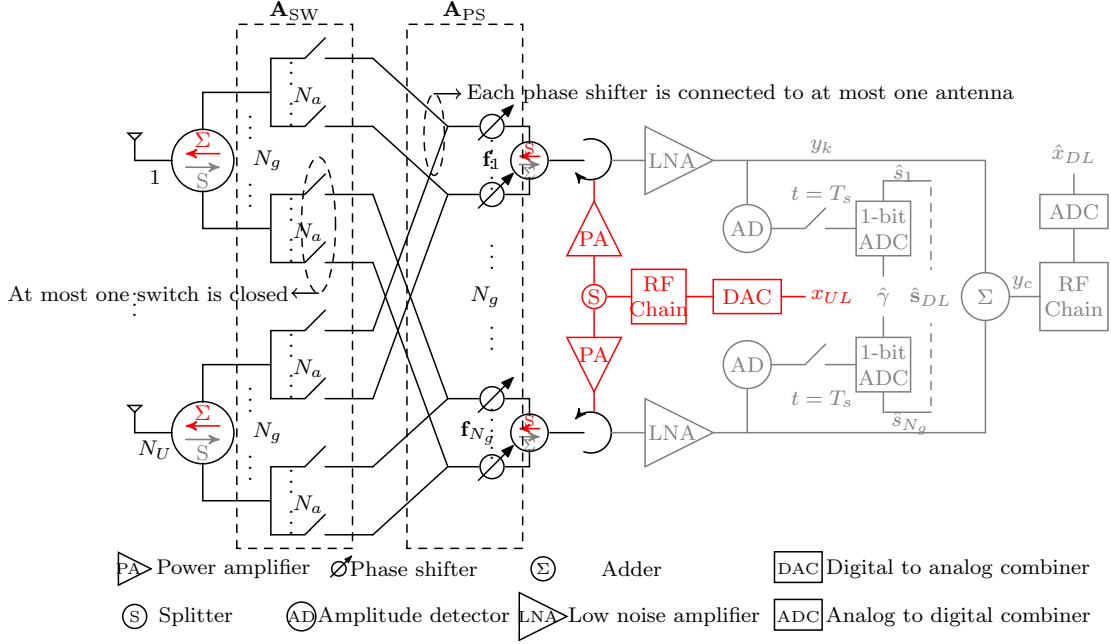 A_SW
A_PS
N_a
Each phase shifter is connected to at most one antenna
Σ
S
1
N_g
N_a
f_1
S
Σ
LNA
y_k
PA
AD
t = T_s
1-bit
ADC
ŝ_1
x̂_DL
ADC
At most one switch is closed
N_g
S
RF
Chain
DAC
x_UL
γ̂
ŝ_DL
Σ
y_c
RF
Chain
N_a
PA
AD
t = T_s
1-bit
ADC
ŝ_{N_g}
Σ
S
N_U
N_g
N_a
f_{N_g}
S
Σ
LNA
PA Power amplifier
Phase shifter
Σ Adder
DAC Digital to analog combiner
S Splitter
AD Amplitude detector
LNA Low noise amplifier
ADC Analog to digital combiner